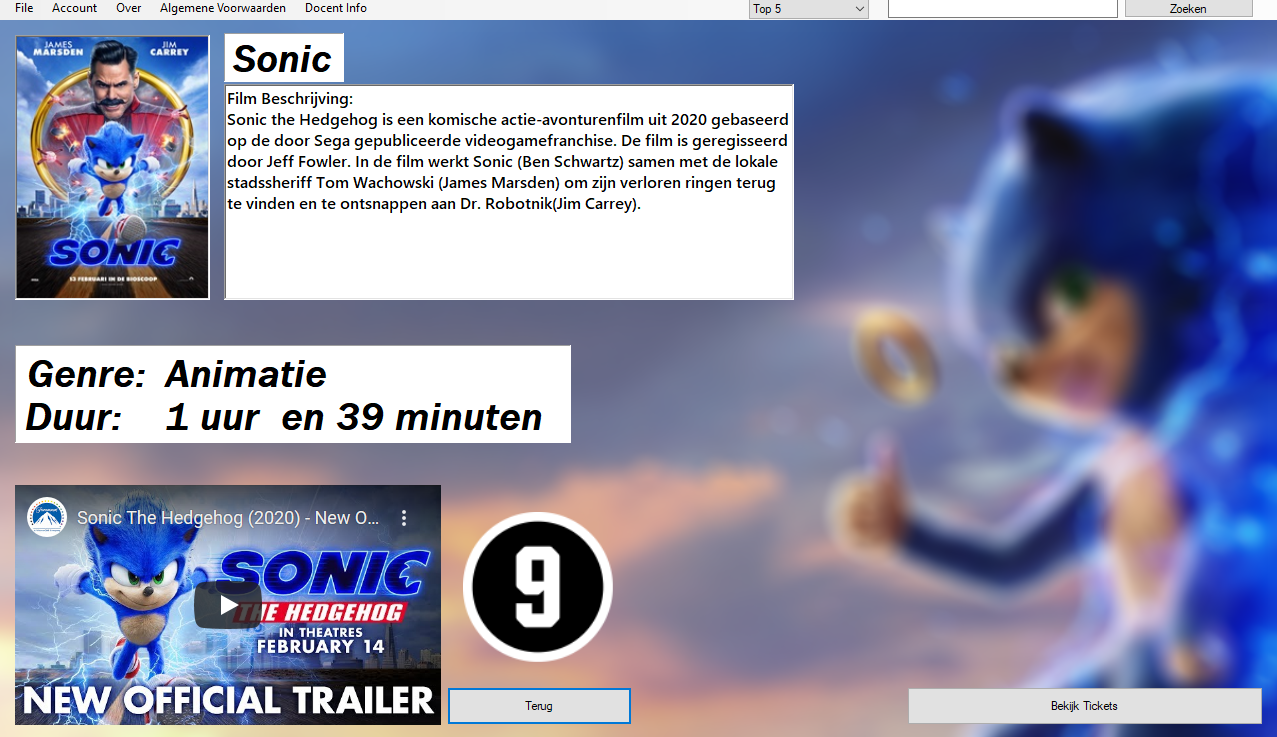 File Account Over Algemene Voorwaarden Docent Info Top 5 Zoeken
JAMES MARSDEN
JIM CARREY
SONIC
13 FEBRUARI IN DE BIOSCOOP
Sonic
Film Beschrijving:
Sonic the Hedgehog is een komische actie-avonturenfilm uit 2020 gebaseerd
op de door Sega gepubliceerde videogamefranchise. De film is geregisseerd
door Jeff Fowler. In de film werkt Sonic (Ben Schwartz) samen met de lokale
stadssheriff Tom Wachowski (James Marsden) om zijn verloren ringen terug
te vinden en te ontsnappen aan Dr. Robotnik(Jim Carrey).
Genre: Animatie
Duur: 1 uur en 39 minuten
Sonic The Hedgehog (2020) - New O...
SONIC
THE HEDGEHOG
IN THEATRES
FEBRUARY 14
NEW OFFICIAL TRAILER
9
Terug
Bekijk Tickets